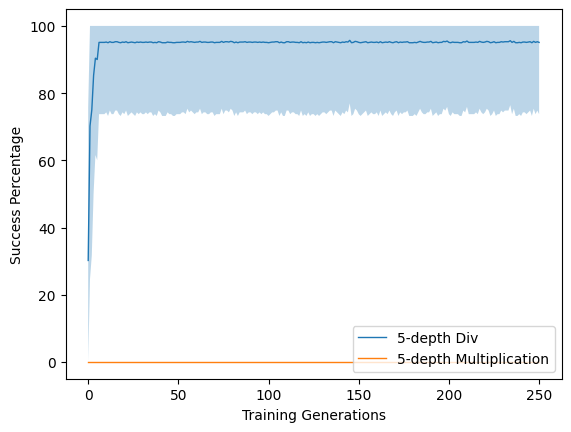 100
80
60
40
20
0
Success Percentage
5-depth Div
5-depth Multiplication
0 50 100 150 200 250
Training Generations